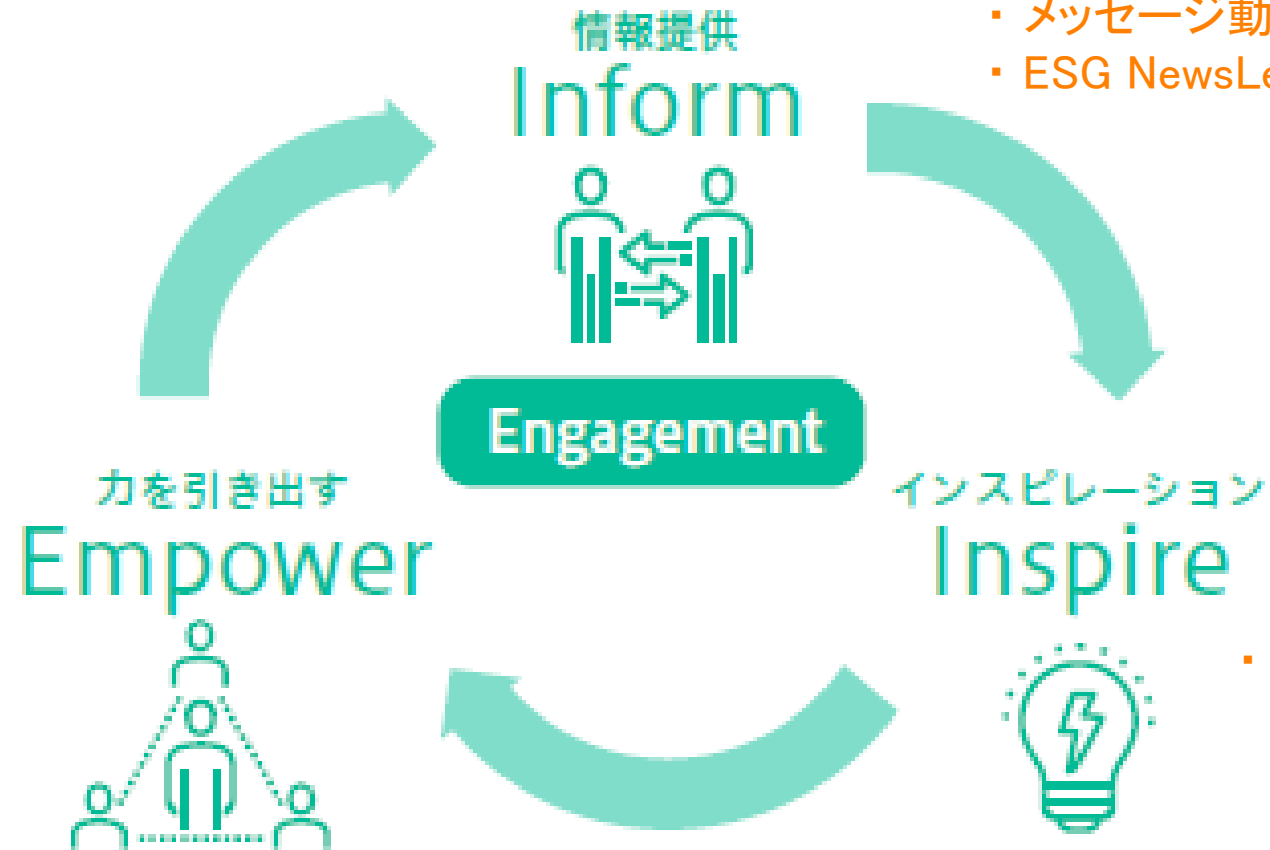 情報提供
Inform
・メッセージ動
・ESG NewsLe
Engagement
力を引き出す
Empower
インスピレーション
Inspire
・